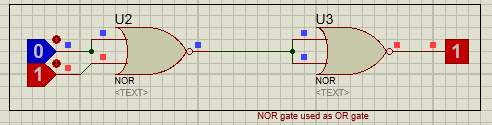 U2
U3
0
1
1
NOR
<TEXT>
NOR
<TEXT>
NOR gate used as OR gate